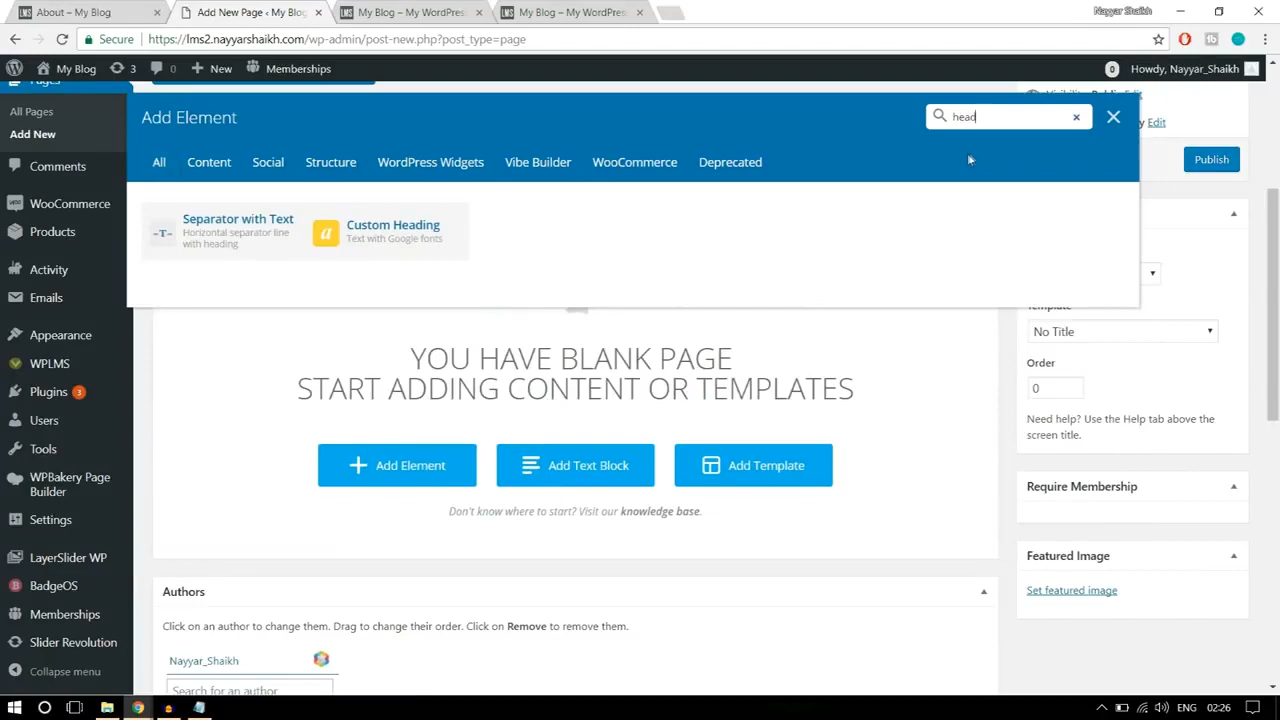 About – My Blog
Add New Page ‹ My Blo
My Blog – My WordPres
My Blog – My WordPres
Nayyar Shaikh
Secure
https://lms2.nayyarshaikh.com/wp-admin/post-new.php?post_type=page
My Blog
3
0
New
Memberships
0
Howdy, Nayyar_Shaikh
Pages
All Pages
Add New
Comments
WooCommerce
Products
Activity
Emails
Appearance
WPLMS
Plugins 3
Users
Tools
WPBakery Page
Builder
Settings
LayerSlider WP
BadgeOS
Memberships
Slider Revolution
Collapse menu
Add Element
head
All
Content
Social
Structure
WordPress Widgets
Vibe Builder
WooCommerce
Deprecated
Separator with Text
Horizontal separator line
with heading
Custom Heading
Text with Google fonts
YOU HAVE BLANK PAGE
START ADDING CONTENT OR TEMPLATES
Add Element
Add Text Block
Add Template
Don't know where to start? Visit our knowledge base.
Authors
Click on an author to change them. Drag to change their order. Click on Remove to remove them.
Nayyar_Shaikh
Search for an author
Visibility: Public Edit
y Edit
Publish
Template
No Title
Order
0
Need help? Use the Help tab above the
screen title.
Require Membership
Featured Image
Set featured image
ENG
02:26